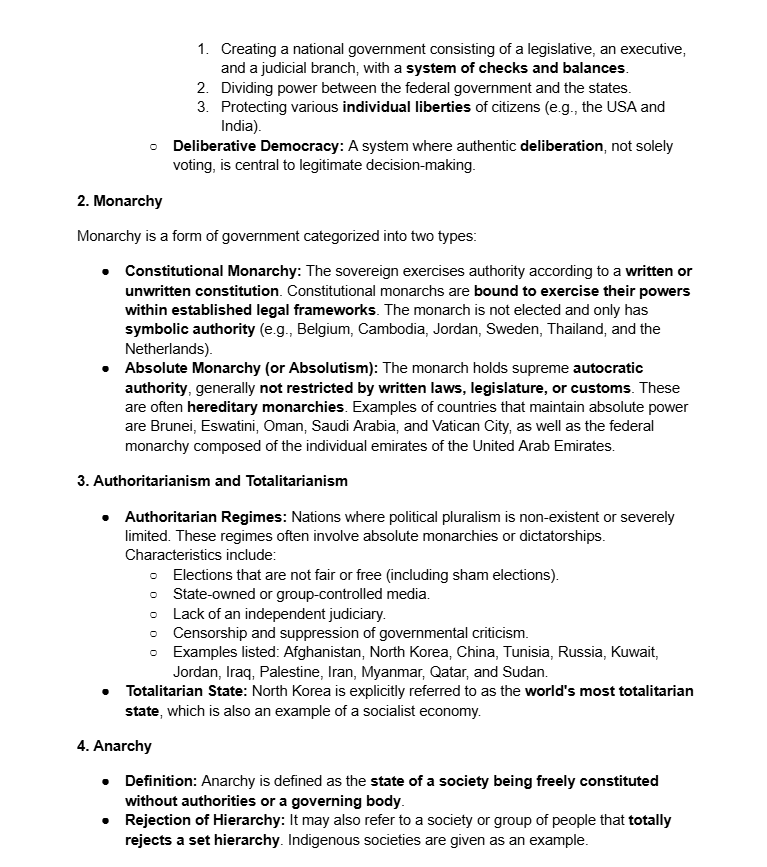 1. Creating a national government consisting of a legislative, an executive,
and a judicial branch, with a system of checks and balances.
2. Dividing power between the federal government and the states.
3. Protecting various individual liberties of citizens (e.g., the USA and
India).
○ Deliberative Democracy: A system where authentic deliberation, not solely
voting, is central to legitimate decision-making.
2. Monarchy
Monarchy is a form of government categorized into two types:
● Constitutional Monarchy: The sovereign exercises authority according to a written or
unwritten constitution. Constitutional monarchs are bound to exercise their powers
within established legal frameworks. The monarch is not elected and only has
symbolic authority (e.g., Belgium, Cambodia, Jordan, Sweden, Thailand, and the
Netherlands).
● Absolute Monarchy (or Absolutism): The monarch holds supreme autocratic
authority, generally not restricted by written laws, legislature, or customs. These
are often hereditary monarchies. Examples of countries that maintain absolute power
are Brunei, Eswatini, Oman, Saudi Arabia, and Vatican City, as well as the federal
monarchy composed of the individual emirates of the United Arab Emirates.
3. Authoritarianism and Totalitarianism
● Authoritarian Regimes: Nations where political pluralism is non-existent or severely
limited. These regimes often involve absolute monarchies or dictatorships.
Characteristics include:
○ Elections that are not fair or free (including sham elections).
○ State-owned or group-controlled media.
○ Lack of an independent judiciary.
○ Censorship and suppression of governmental criticism.
○ Examples listed: Afghanistan, North Korea, China, Tunisia, Russia, Kuwait,
Jordan, Iraq, Palestine, Iran, Myanmar, Qatar, and Sudan.
● Totalitarian State: North Korea is explicitly referred to as the world's most totalitarian
state, which is also an example of a socialist economy.
4. Anarchy
● Definition: Anarchy is defined as the state of a society being freely constituted
without authorities or a governing body.
● Rejection of Hierarchy: It may also refer to a society or group of people that totally
rejects a set hierarchy. Indigenous societies are given as an example.